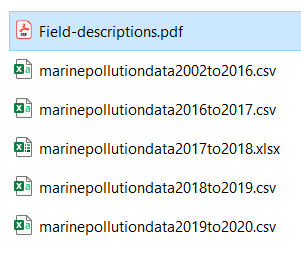 Field-descriptions.pdf
marinepollutiondata2002to2016.csv
marinepollutiondata2016to2017.csv
marinepollutiondata2017to2018.xlsx
marinepollutiondata2018to2019.csv
marinepollutiondata2019to2020.csv